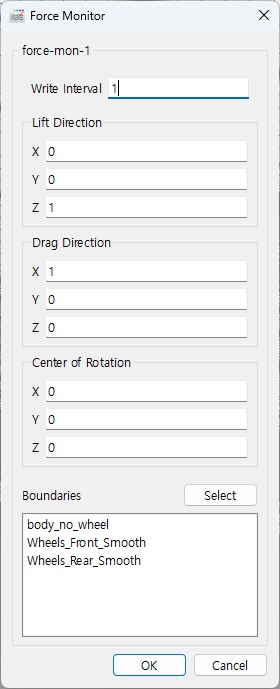 Force Monitor
force-mon-1
Write Interval 1
Lift Direction
X 0
Y 0
Z 1
Drag Direction
X 1
Y 0
Z 0
Center of Rotation
X 0
Y 0
Z 0
Boundaries Select
body_no_wheel
Wheels_Front_Smooth
Wheels_Rear_Smooth
OK Cancel